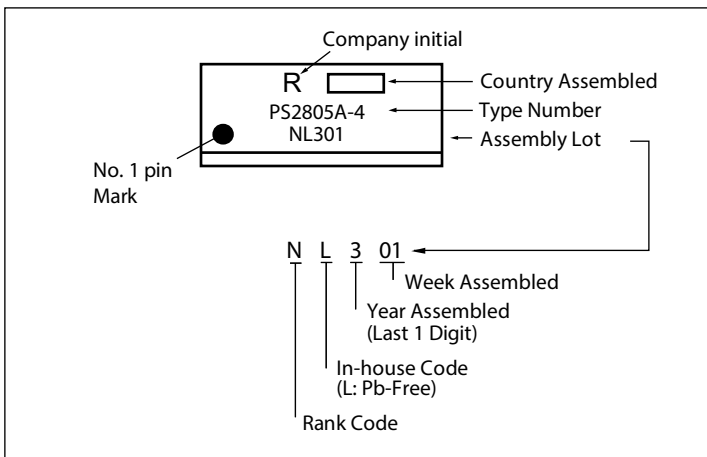 Company initial
R
Country Assembled
PS2805A-4
Type Number
NL301
Assembly Lot
No. 1 pin
Mark
N L 3 01
Week Assembled
Year Assembled
(Last 1 Digit)
In-house Code
(L: Pb-Free)
Rank Code